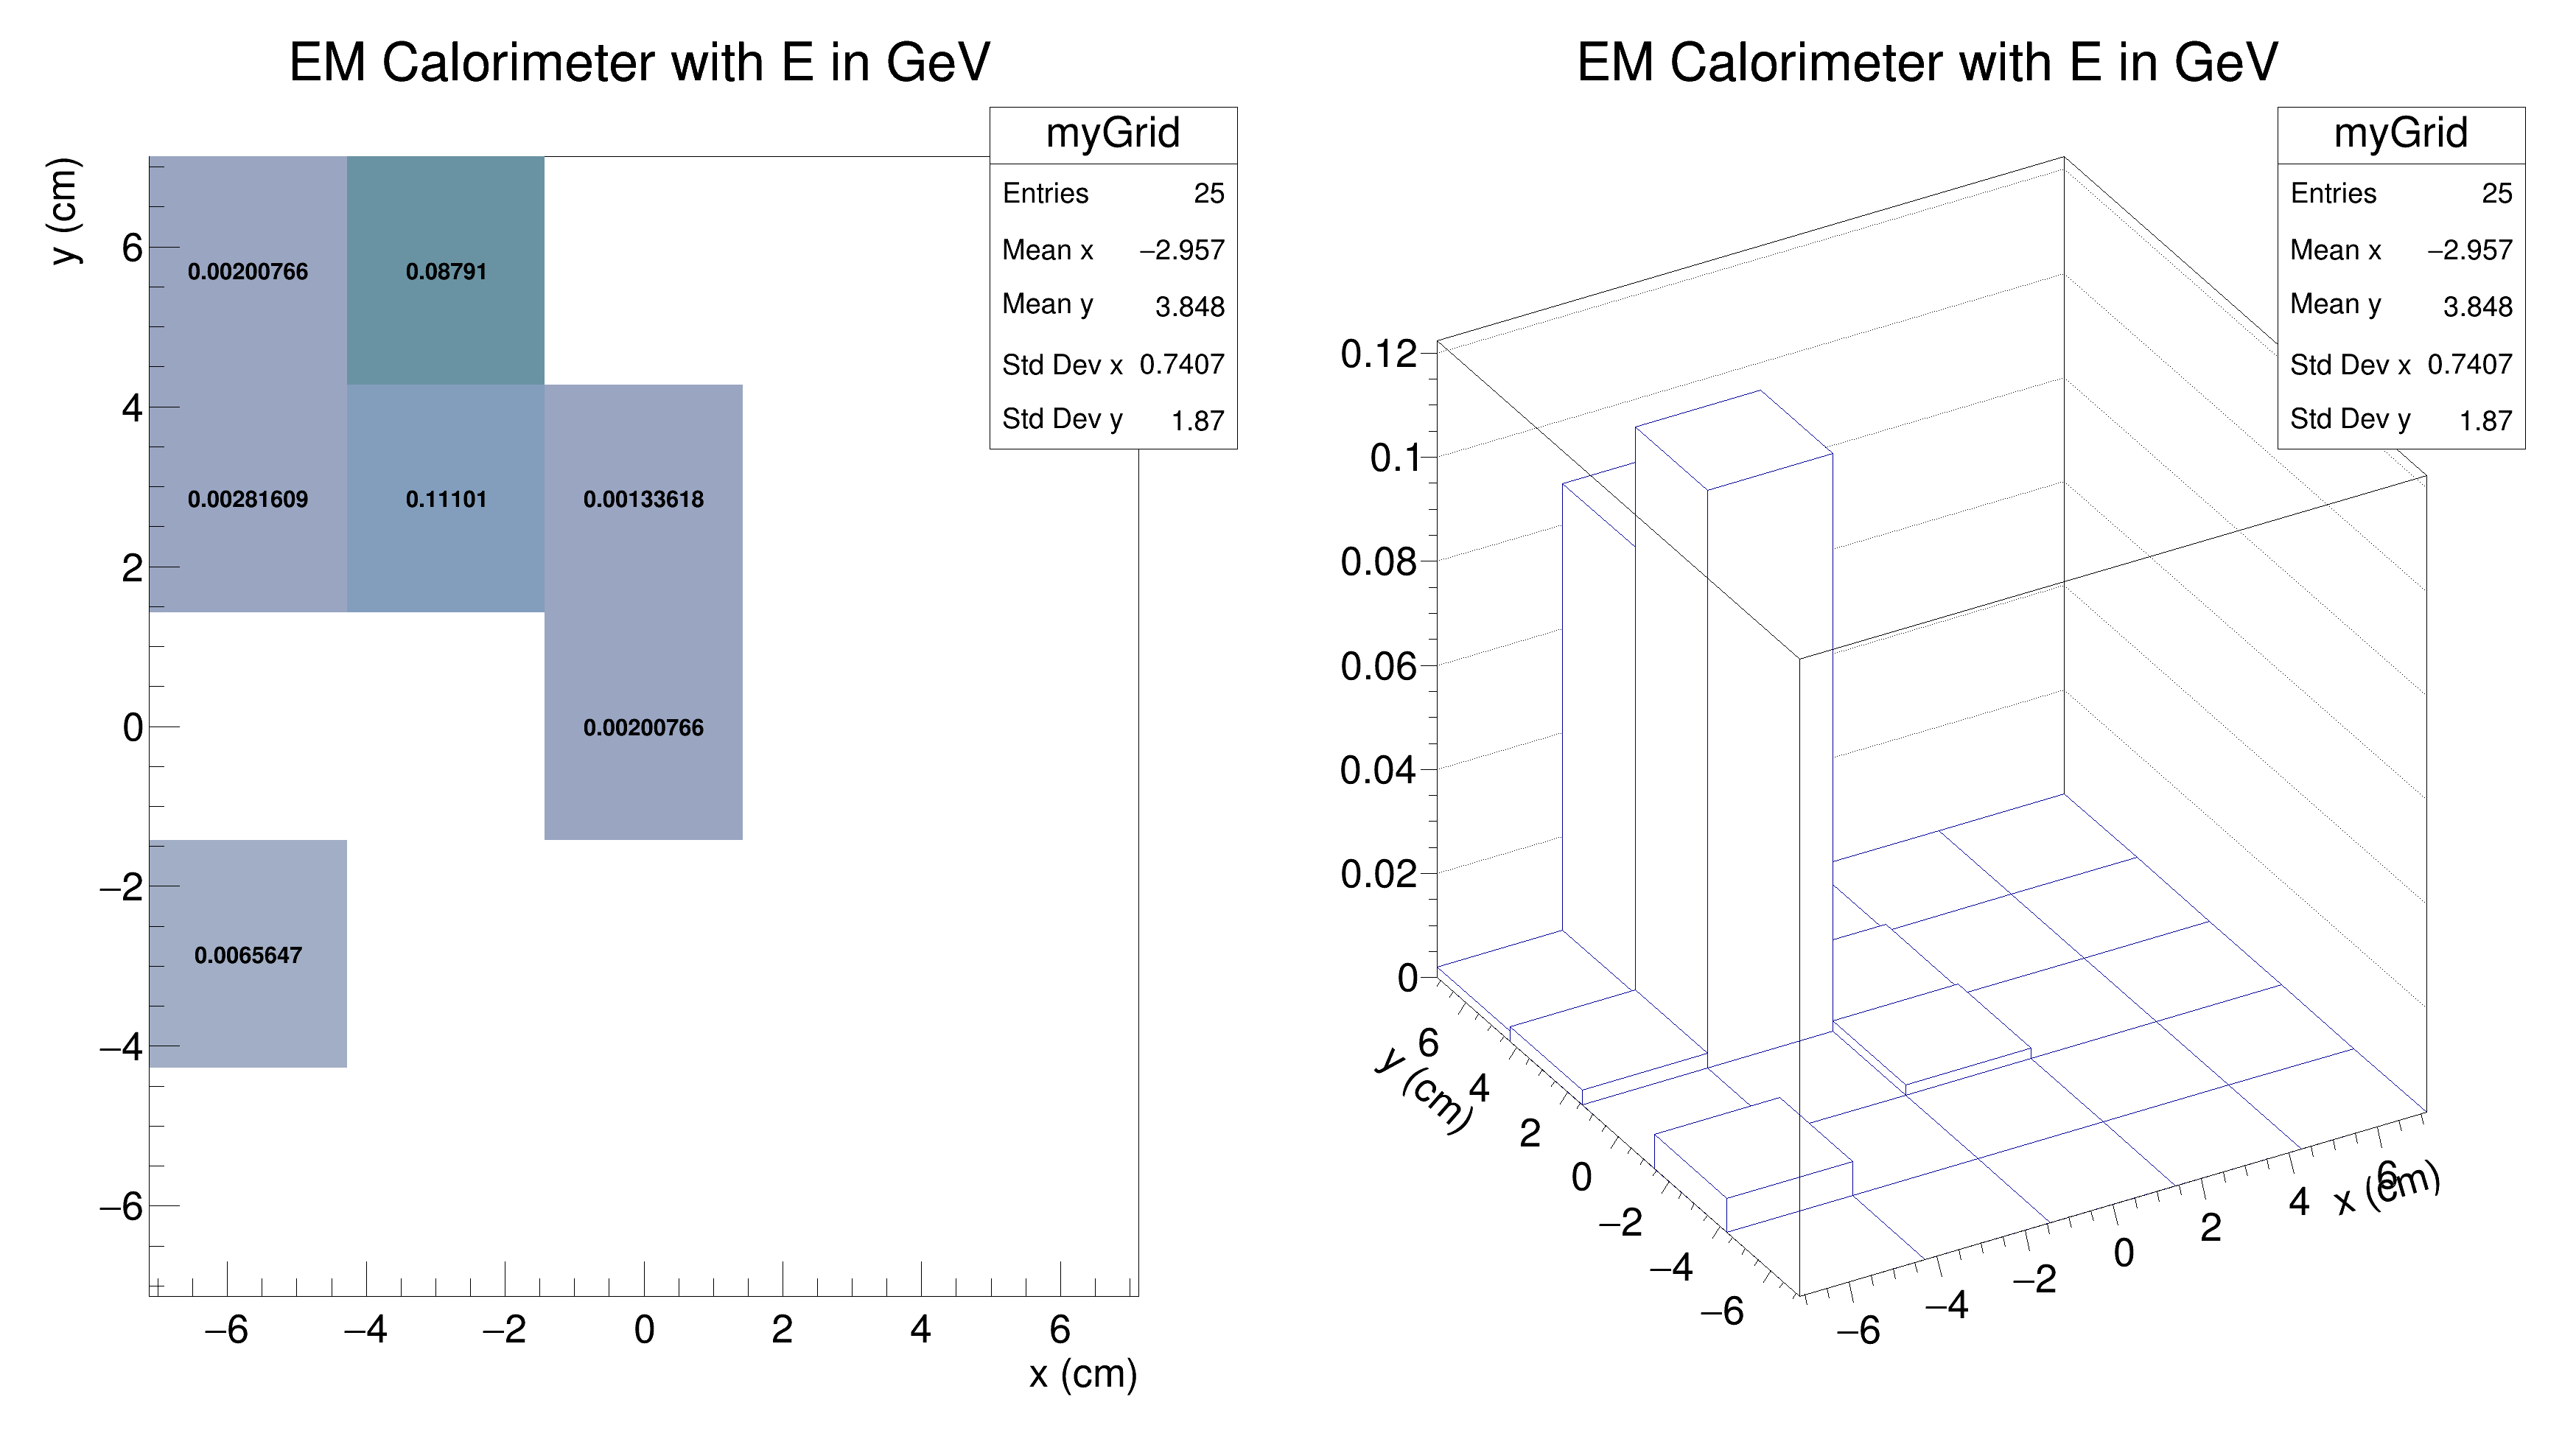 EM Calorimeter with E in GeV
myGrid
Entries 25
Mean x −2.957
Mean y 3.848
Std Dev x 0.7407
Std Dev y 1.87
y (cm)
6
4
2
0
−2
−4
−6
0.00200766 0.08791
0.00281609 0.11101 0.00133618
0.00200766
0.0065647
−6 −4 −2 0 2 4 6
x (cm)
EM Calorimeter with E in GeV
myGrid
Entries 25
Mean x −2.957
Mean y 3.848
Std Dev x 0.7407
Std Dev y 1.87
0.12
0.1
0.08
0.06
0.04
0.02
0
6
4
2
0
−2
−4
−6
y (cm)
−6
−4
−2
0
2
4
6
x (cm)